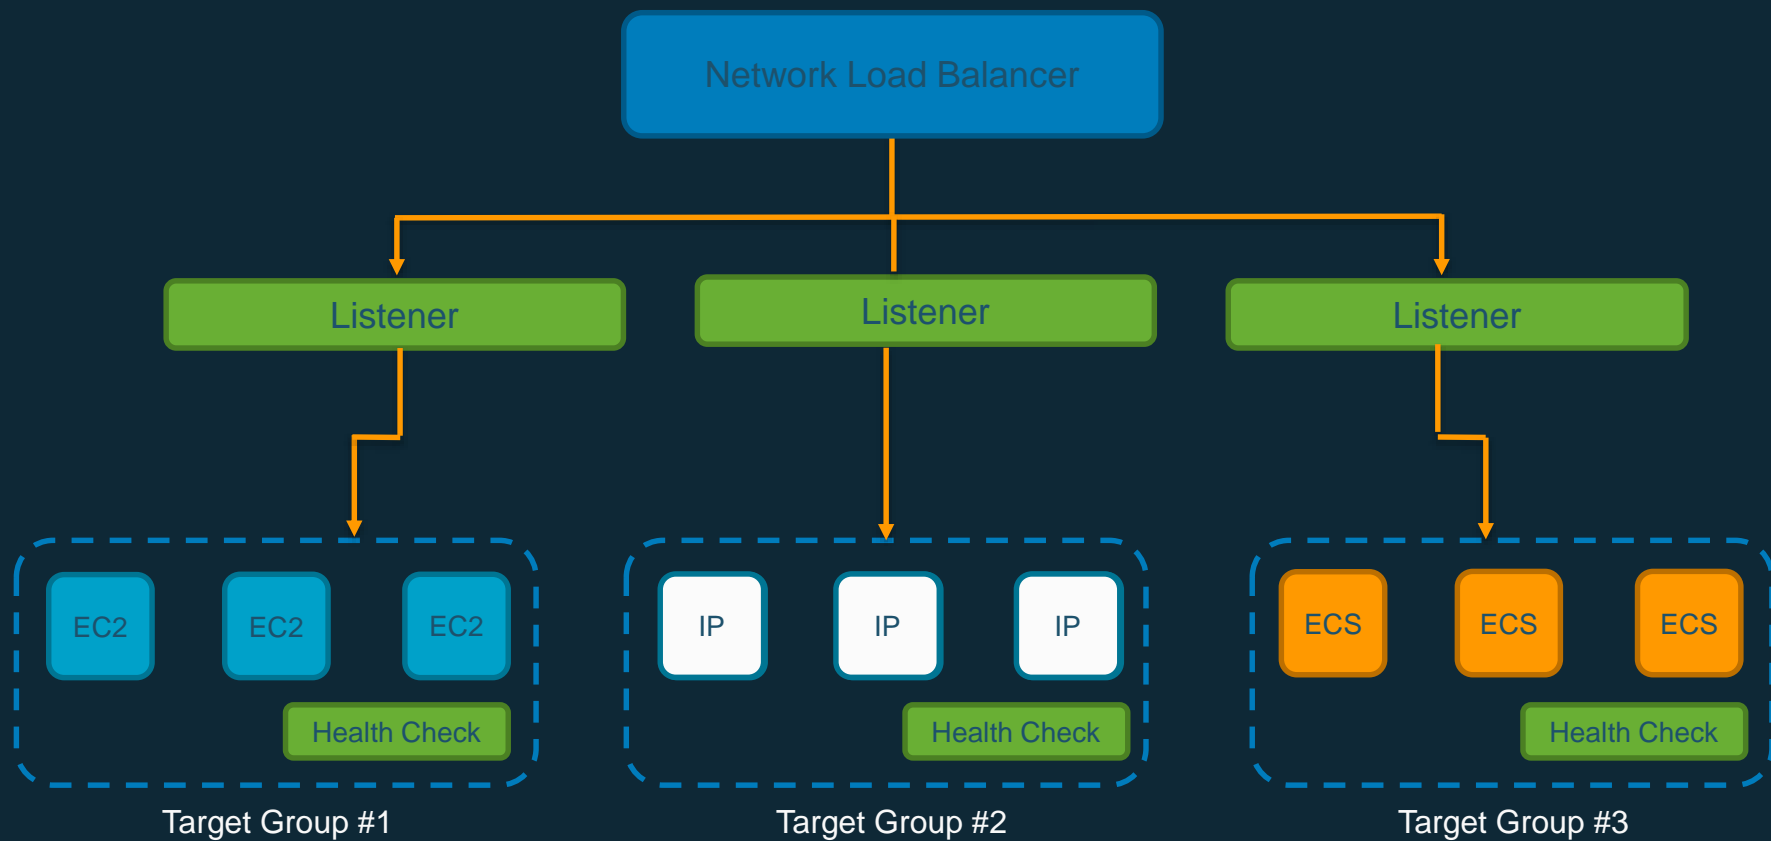 Network Load Balancer
Listener
Listener
Listener
EC2
EC2
EC2
Health Check
Target Group #1
IP
IP
IP
Health Check
Target Group #2
ECS
ECS
ECS
Health Check
Target Group #3